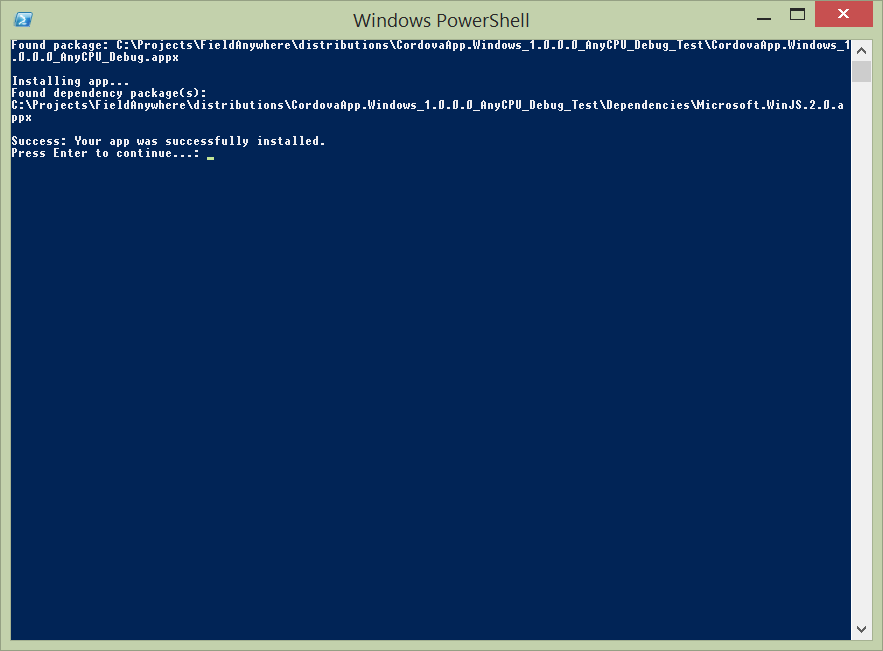 Windows PowerShell
Found package: C:\Projects\FieldAnywhere\distributions\CordovaApp.Windows_1.0.0.0_AnyCPU_Debug_Test\CordovaApp.Windows_1
.0.0.0_AnyCPU_Debug.appx
Installing app...
Found dependency package(s):
C:\Projects\FieldAnywhere\distributions\CordovaApp.Windows_1.0.0.0_AnyCPU_Debug_Test\Dependencies\Microsoft.WinJS.2.0.a
ppx
Success: Your app was successfully installed.
Press Enter to continue...: _